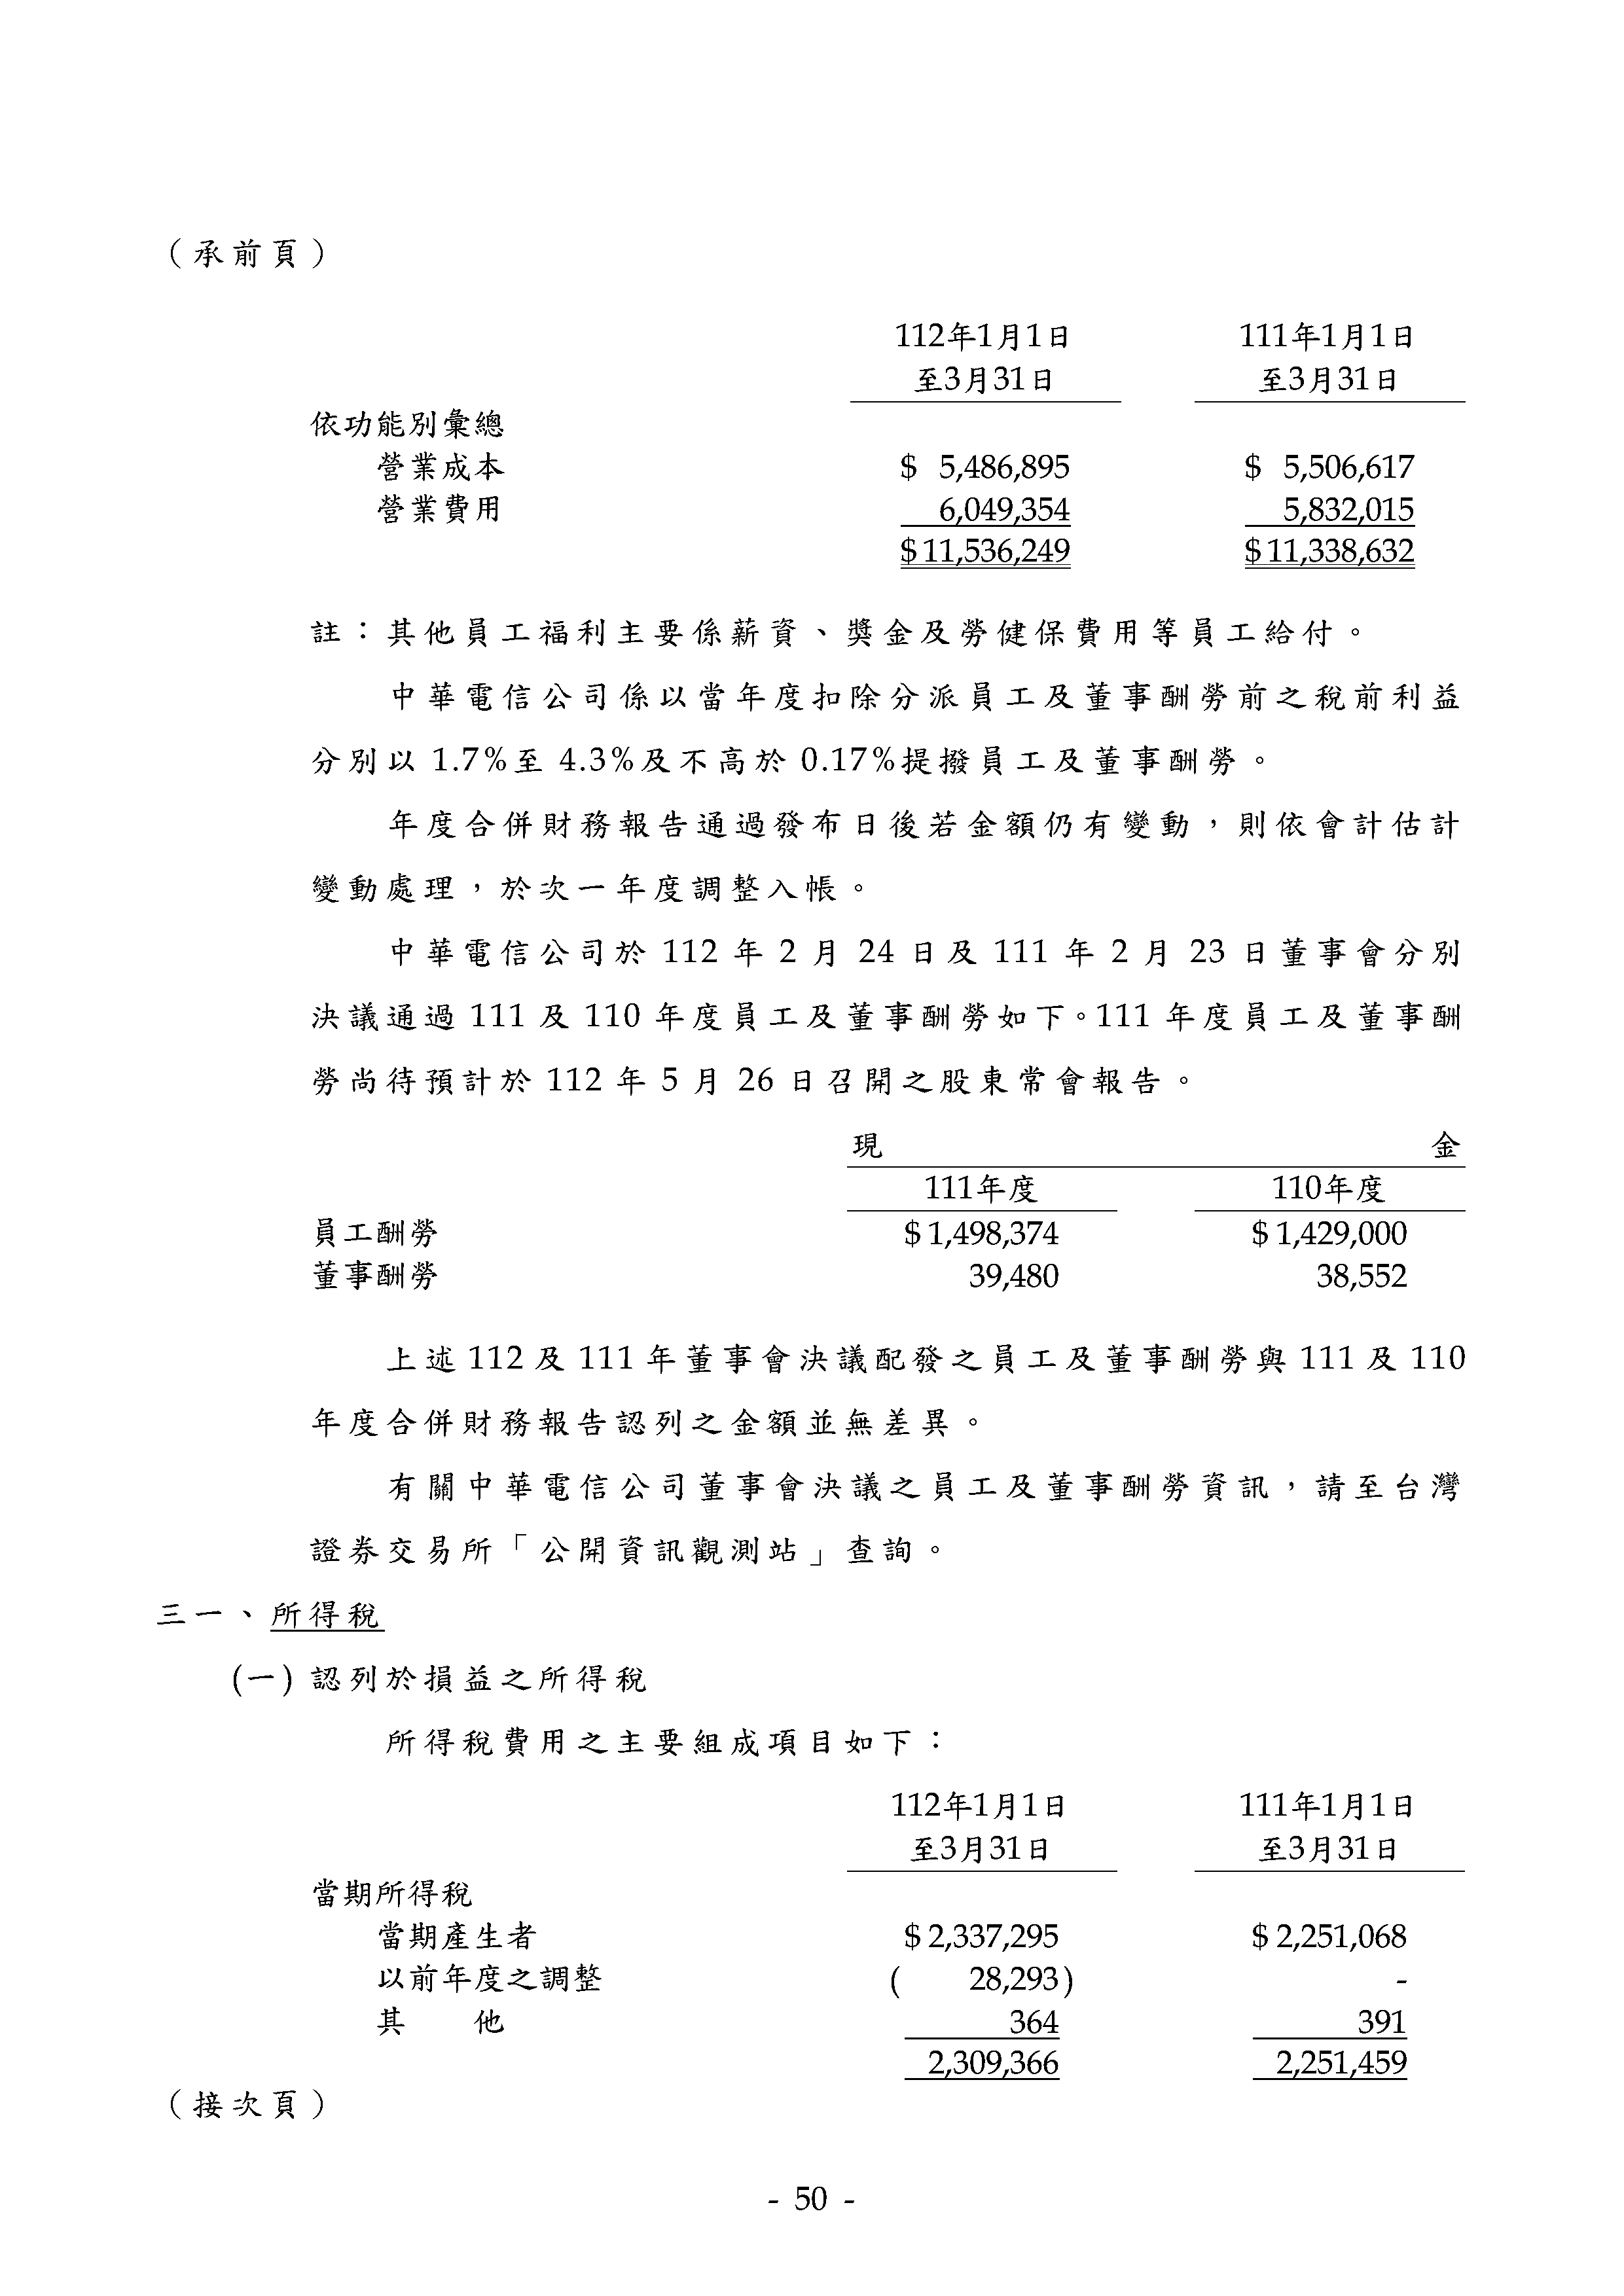 （承前頁）
112年1月1日 111年1月1日
至3月31日 至3月31日
依功能別彙總
營業成本 $ 5,486,895 $ 5,506,617
營業費用 6,049,354 5,832,015
$11,536,249 $11,338,632
註：其他員工福利主要係薪資、獎金及勞健保費用等員工給付。
中華電信公司係以當年度扣除分派員工及董事酬勞前之稅前利益
分別以 1.7%至 4.3%及不高於 0.17%提撥員工及董事酬勞。
年度合併財務報告通過發布日後若金額仍有變動，則依會計估計
變動處理，於次一年度調整入帳。
中華電信公司於 112 年 2 月 24 日及 111 年 2 月 23 日董事會分別
決議通過 111 及 110 年度員工及董事酬勞如下。111 年度員工及董事酬
勞尚待預計於 112 年 5 月 26 日召開之股東常會報告。
現 金
111年度 110年度
員工酬勞 $1,498,374 $1,429,000
董事酬勞 39,480 38,552
上述 112 及 111 年董事會決議配發之員工及董事酬勞與 111 及 110
年度合併財務報告認列之金額並無差異。
有關中華電信公司董事會決議之員工及董事酬勞資訊，請至台灣
證券交易所「公開資訊觀測站」查詢。
三一、所得稅
(一) 認列於損益之所得稅
所得稅費用之主要組成項目如下：
112年1月1日 111年1月1日
至3月31日 至3月31日
當期所得稅
當期產生者 $2,337,295 $2,251,068
以前年度之調整 ( 28,293) -
其 他 364 391
2,309,366 2,251,459
（接次頁）
- 50 -